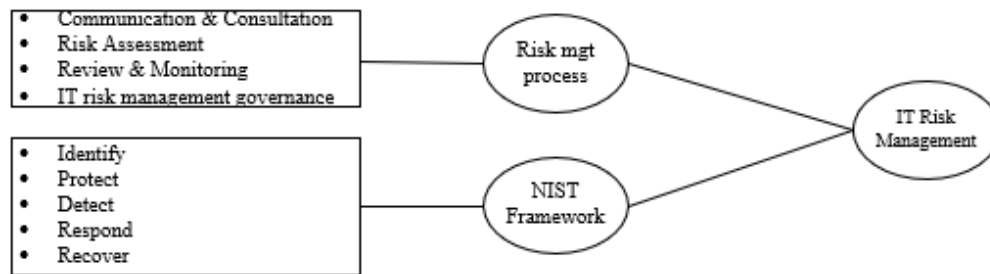 • Communication & Consultation
• Risk Assessment
• Review & Monitoring
• IT risk management governance
Risk mgt
process
IT Risk
Management
• Identify
• Protect
• Detect
• Respond
• Recover
NIST
Framework